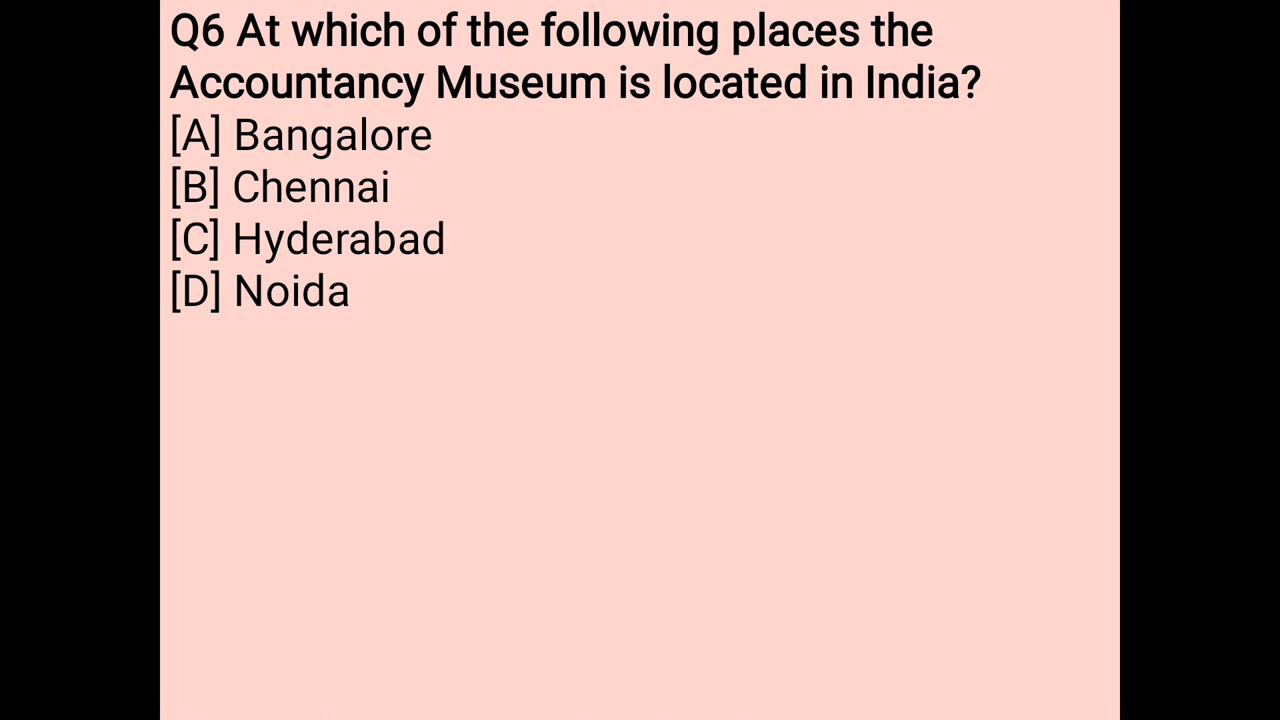 Q6 At which of the following places the
Accountancy Museum is located in India?
[A] Bangalore
[B] Chennai
[C] Hyderabad
[D] Noida